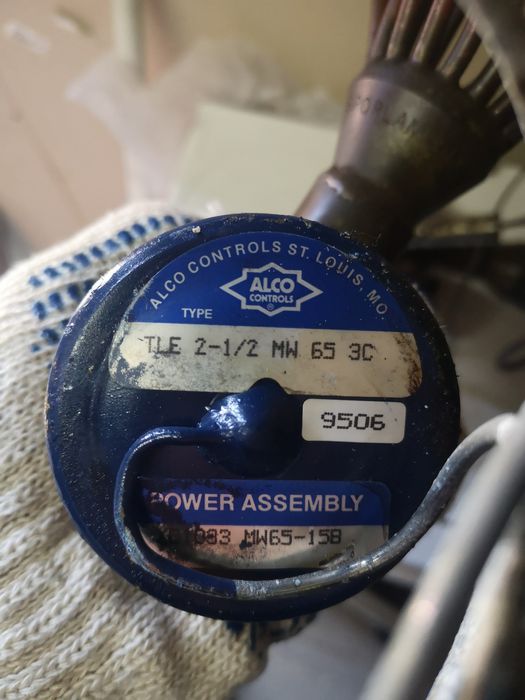 SPORLAN
ALCO CONTROLS ST. LOUIS, MO.
ALCO
CONTROLS
®
TYPE
TLE 2-1/2 MW 65 3C
9506
POWER ASSEMBLY
MW65-15B